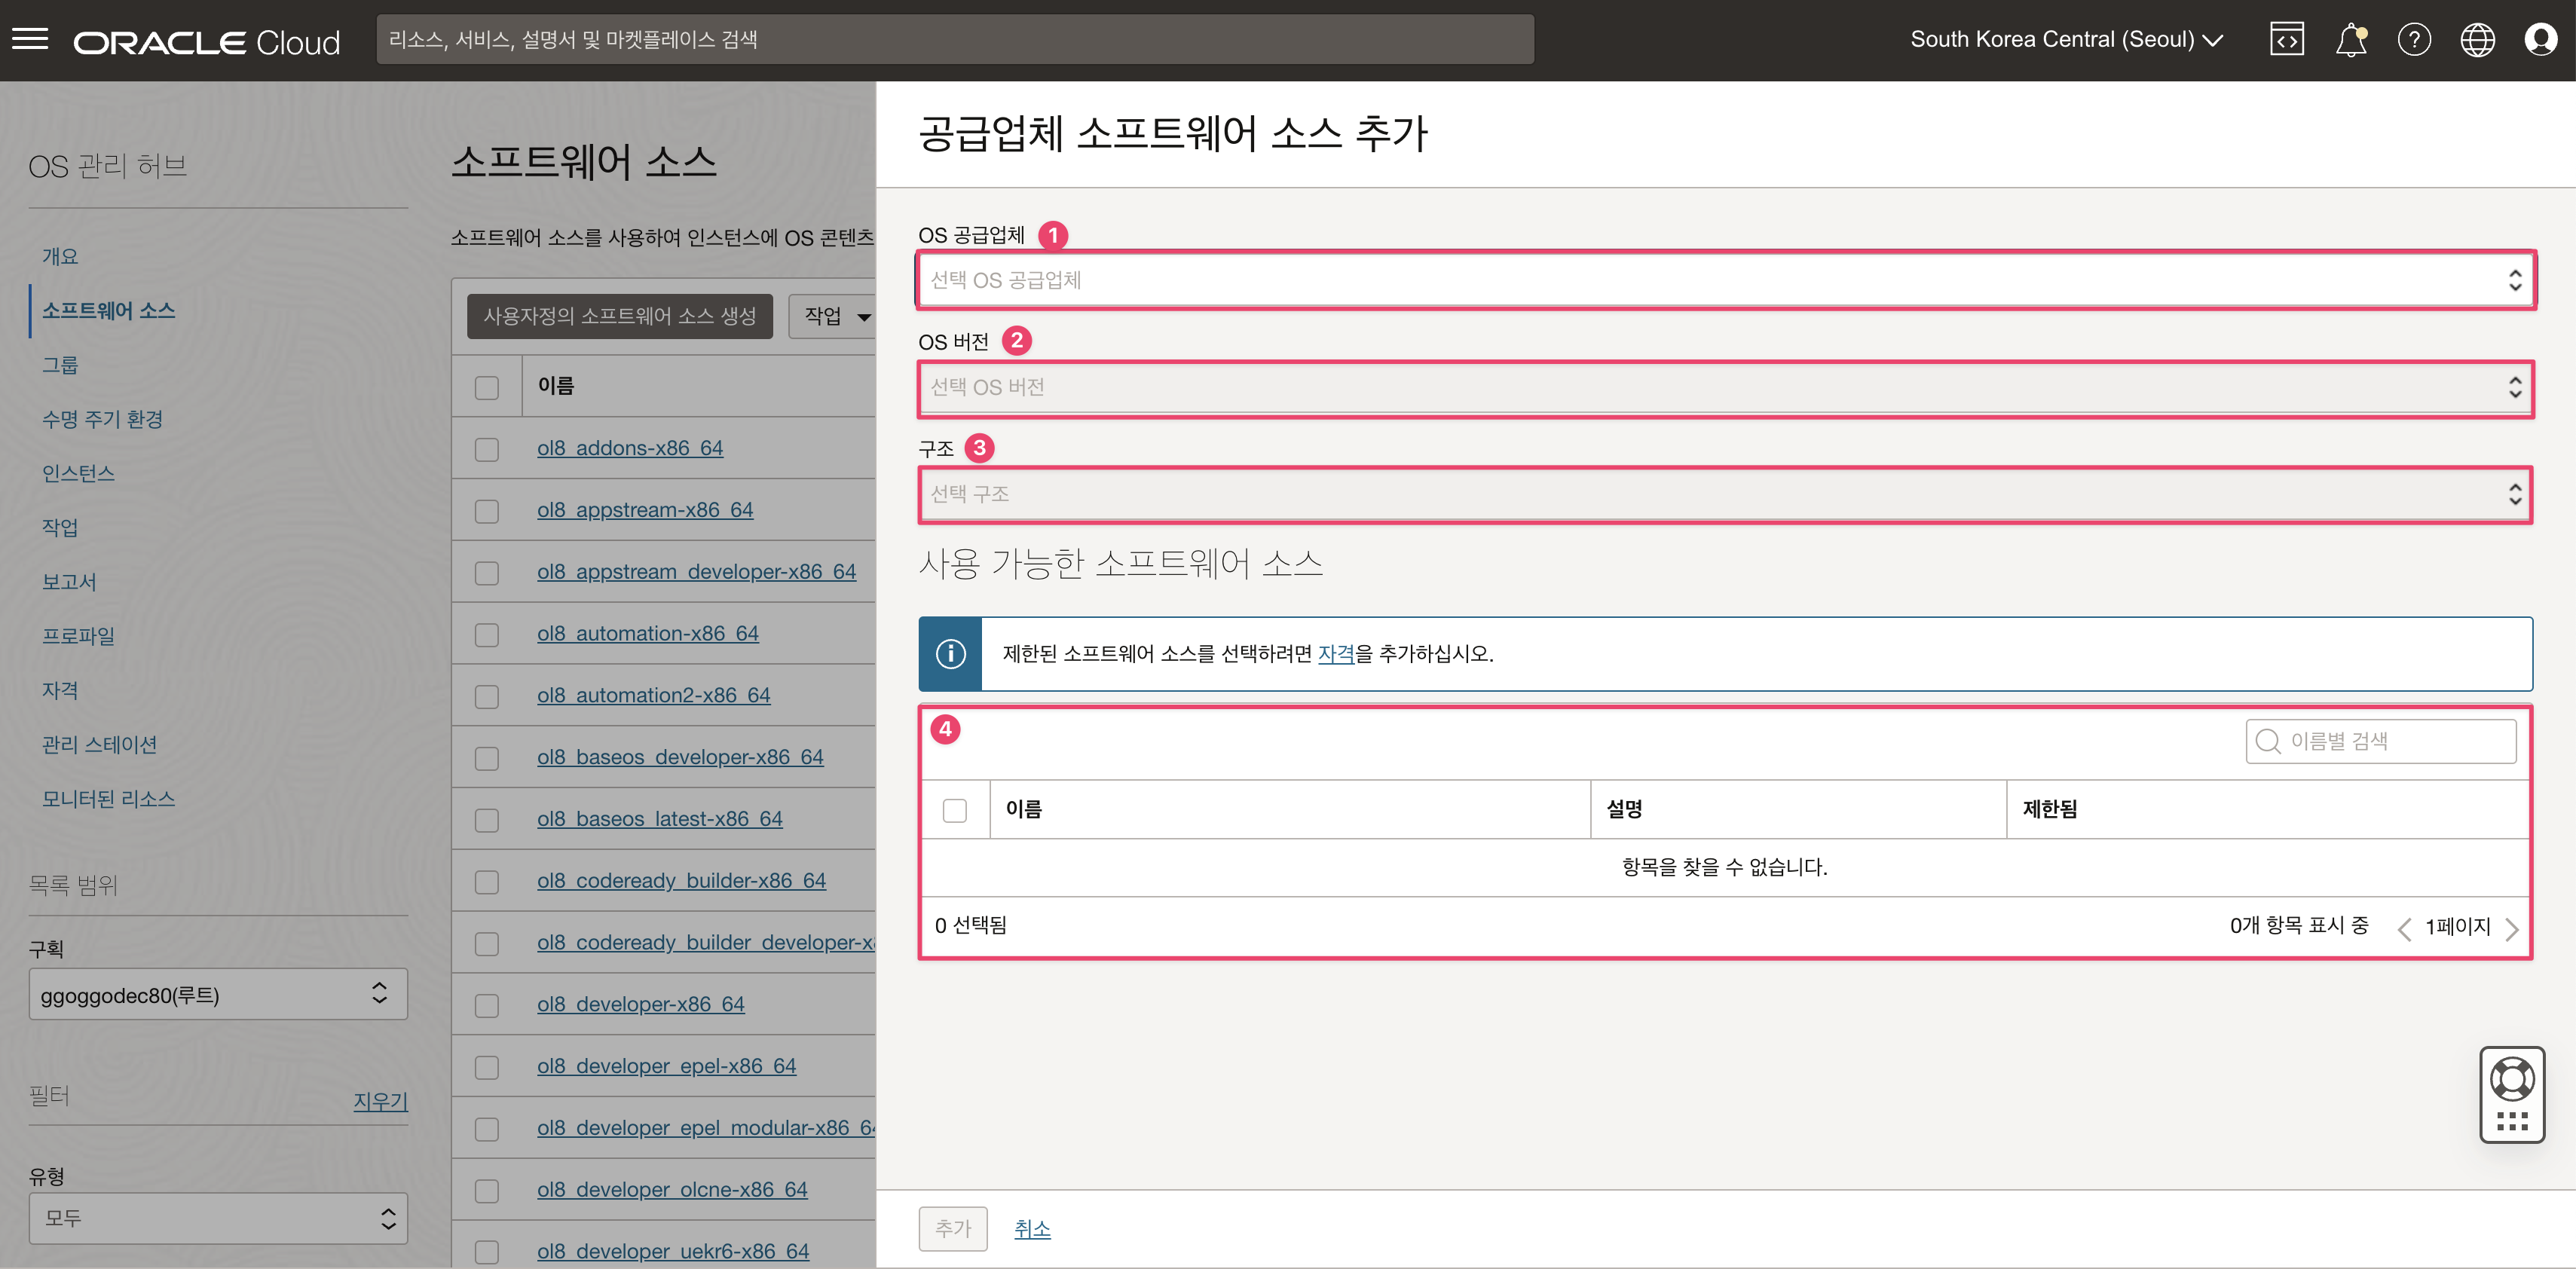 ORACLE Cloud
리소스, 서비스, 설명서 및 마켓플레이스 검색
South Korea Central (Seoul)
OS 관리 허브
개요
소프트웨어 소스
그룹
수명 주기 환경
인스턴스
작업
보고서
프로파일
자격
관리 스테이션
모니터된 리소스
목록 범위
구획
ggoggodec80(루트)
필터
지우기
유형
모두
소프트웨어 소스
소프트웨어 소스를 사용하여 인스턴스에 OS 콘텐츠
사용자정의 소프트웨어 소스 생성
작업
이름
ol8_addons-x86_64
ol8_appstream-x86_64
ol8_appstream_developer-x86_64
ol8_automation-x86_64
ol8_automation2-x86_64
ol8_baseos_developer-x86_64
ol8_baseos_latest-x86_64
ol8_codeready_builder-x86_64
ol8_codeready_builder_developer-x8
ol8_developer-x86_64
ol8_developer_epel-x86_64
ol8_developer_epel_modular-x86_64
ol8_developer_olcne-x86_64
ol8_developer_uekr6-x86_64
공급업체 소프트웨어 소스 추가
OS 공급업체 1
선택 OS 공급업체
OS 버전 2
선택 OS 버전
구조 3
선택 구조
사용 가능한 소프트웨어 소스
제한된 소프트웨어 소스를 선택하려면 자격을 추가하십시오.
4
이름별 검색
이름 설명 제한됨
항목을 찾을 수 없습니다.
0 선택됨 0개 항목 표시 중 1페이지
추가 취소